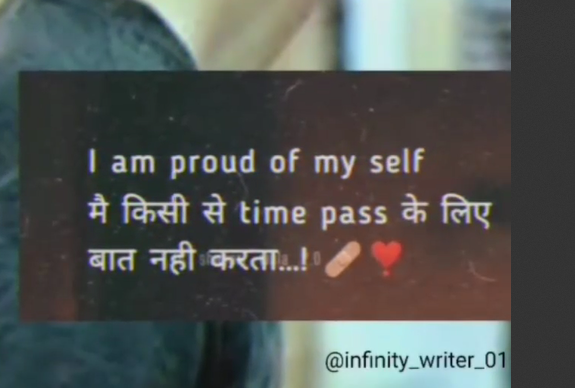 I am proud of my self
मै किसी से time pass के लिए
बात नही करता...! 🩹❣️
@infinity_writer_01